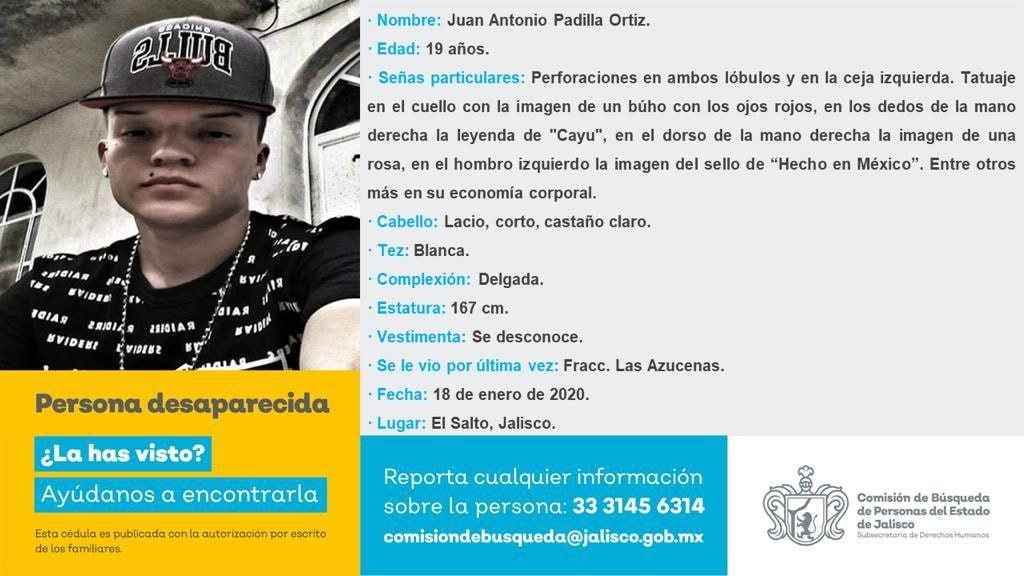 BULLS
RAIDERS
RAIDERS
RAIDERS
· Nombre: Juan Antonio Padilla Ortiz.
· Edad: 19 años.
· Señas particulares: Perforaciones en ambos lóbulos y en la ceja izquierda. Tatuaje
en el cuello con la imagen de un búho con los ojos rojos, en los dedos de la mano
derecha la leyenda de "Cayu", en el dorso de la mano derecha la imagen de una
rosa, en el hombro izquierdo la imagen del sello de “Hecho en México”. Entre otros
más en su economía corporal.
· Cabello: Lacio, corto, castaño claro.
· Tez: Blanca.
· Complexión: Delgada.
· Estatura: 167 cm.
· Vestimenta: Se desconoce.
· Se le vio por última vez: Fracc. Las Azucenas.
· Fecha: 18 de enero de 2020.
· Lugar: El Salto, Jalisco.
Persona desaparecida
¿La has visto?
Ayúdanos a encontrarla
Esta cédula es publicada con la autorización por escrito
de los familiares.
Reporta cualquier información
sobre la persona: 33 3145 6314
comisiondebusqueda@jalisco.gob.mx
Comisión de Búsqueda
de Personas del Estado
de Jalisco
Subsecretaría de Derechos Humanos